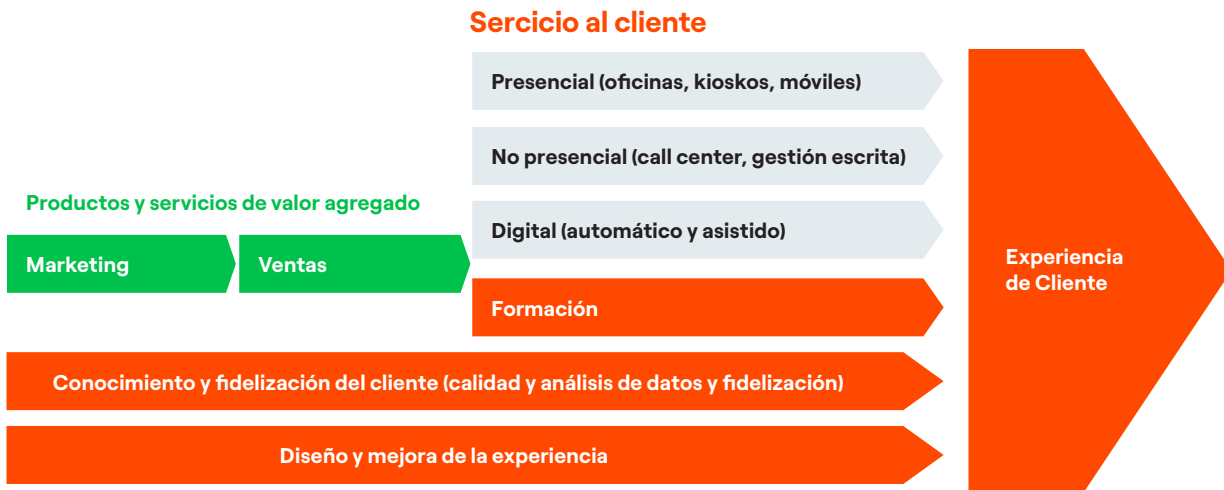 Sercicio al cliente
Presencial (oficinas, kioskos, móviles)
No presencial (call center, gestión escrita)
Productos y servicios de valor agregado
Digital (automático y asistido)
Marketing
Ventas
Experiencia
de Cliente
Formación
Conocimiento y fidelización del cliente (calidad y análisis de datos y fidelización)
Diseño y mejora de la experiencia